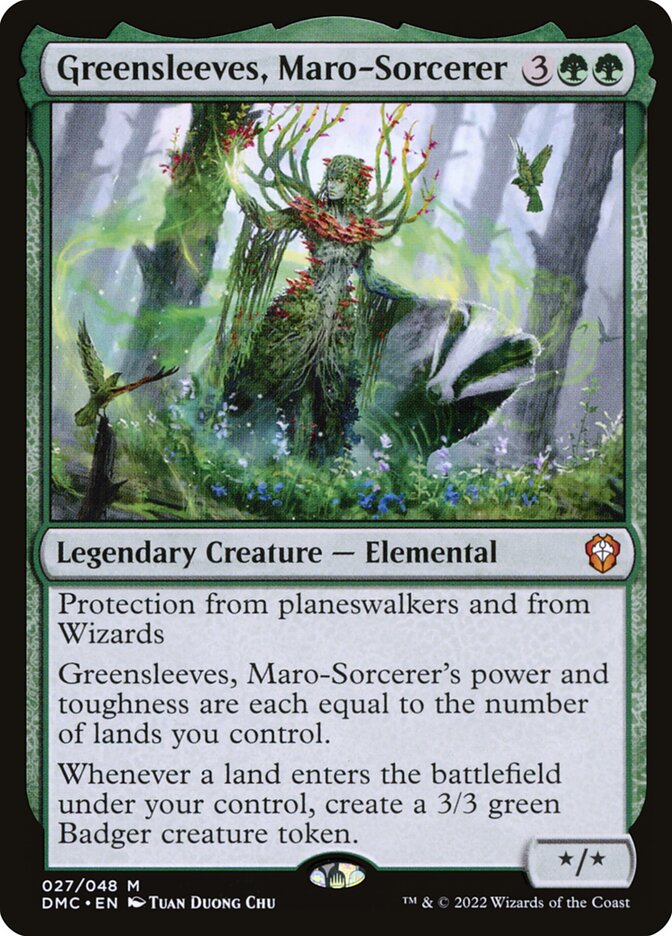 Greensleeves, Maro-Sorcerer 3
Legendary Creature — Elemental
Protection from planeswalkers and from
Wizards
Greensleeves, Maro-Sorcerer's power and
toughness are each equal to the number
of lands you control.
Whenever a land enters the battlefield
under your control, create a 3/3 green
Badger creature token.
★/★
027/048 M
DMC • EN Tuan Duong Chu
™ & © 2022 Wizards of the Coast